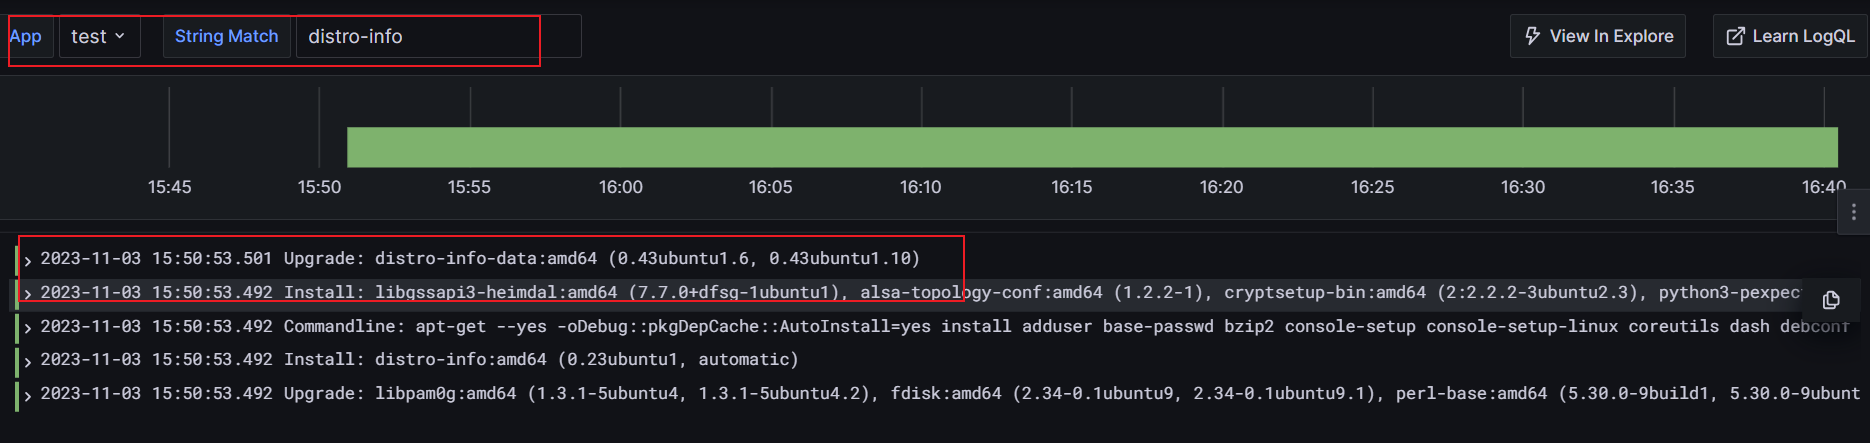 App test String Match distro-info View In Explore Learn LogQL
15:45 15:50 15:55 16:00 16:05 16:10 16:15 16:20 16:25 16:30 16:35 16:40
2023-11-03 15:50:53.501 Upgrade: distro-info-data:amd64 (0.43ubuntu1.6, 0.43ubuntu1.10)
2023-11-03 15:50:53.492 Install: libgssapi3-heimdal:amd64 (7.7.0+dfsg-1ubuntu1), alsa-topology-conf:amd64 (1.2.2-1), cryptsetup-bin:amd64 (2:2.2.2-3ubuntu2.3), python3-pexpec
2023-11-03 15:50:53.492 Commandline: apt-get --yes -oDebug::pkgDepCache::AutoInstall=yes install adduser base-passwd bzip2 console-setup console-setup-linux coreutils dash debconf
2023-11-03 15:50:53.492 Install: distro-info:amd64 (0.23ubuntu1, automatic)
2023-11-03 15:50:53.492 Upgrade: libpam0g:amd64 (1.3.1-5ubuntu4, 1.3.1-5ubuntu4.2), fdisk:amd64 (2.34-0.1ubuntu9, 2.34-0.1ubuntu9.1), perl-base:amd64 (5.30.0-9build1, 5.30.0-9ubunt